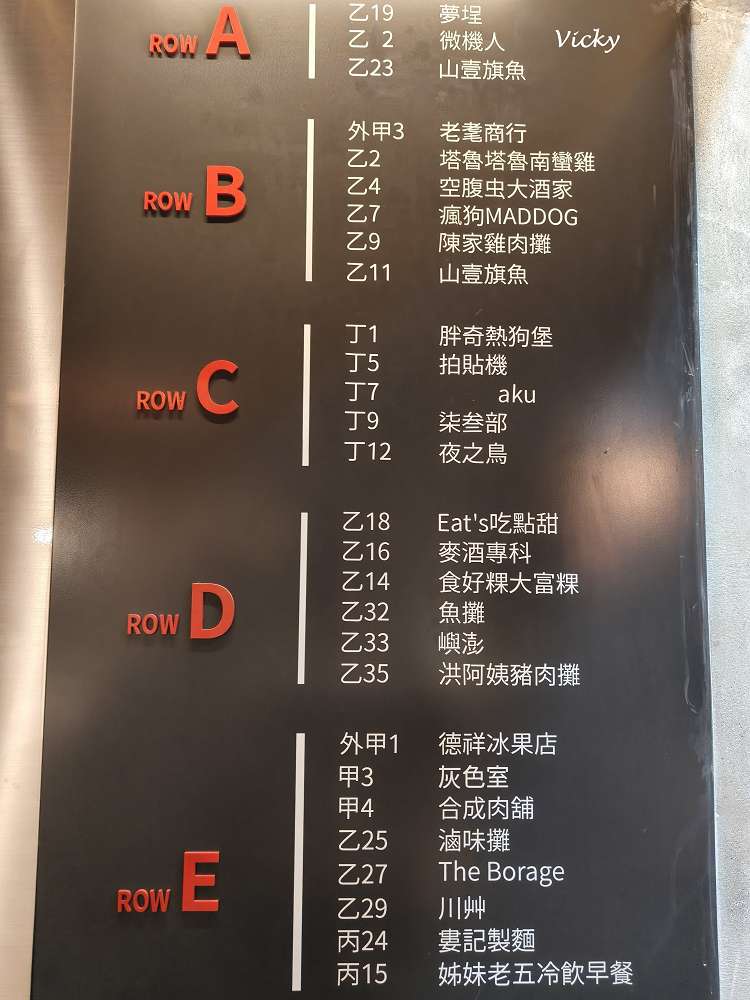 ROW A
乙19 夢埕
乙 2 微機人 Vicky
乙23 山壹旗魚
ROW B
外甲3 老耄商行
乙2 塔魯塔魯南蠻雞
乙4 空腹虫大酒家
乙7 瘋狗MADDOG
乙9 陳家雞肉攤
乙11 山壹旗魚
ROW C
丁1 胖奇熱狗堡
丁5 拍貼機
丁7 aku
丁9 柒叁部
丁12 夜之鳥
ROW D
乙18 Eat's吃點甜
乙16 麥酒專科
乙14 食好粿大富粿
乙32 魚攤
乙33 嶼澎
乙35 洪阿姨豬肉攤
ROW E
外甲1 德祥冰果店
甲3 灰色室
甲4 合成肉舖
乙25 滷味攤
乙27 The Borage
乙29 川艸
丙24 婁記製麵
丙15 姊妹老五冷飲早餐